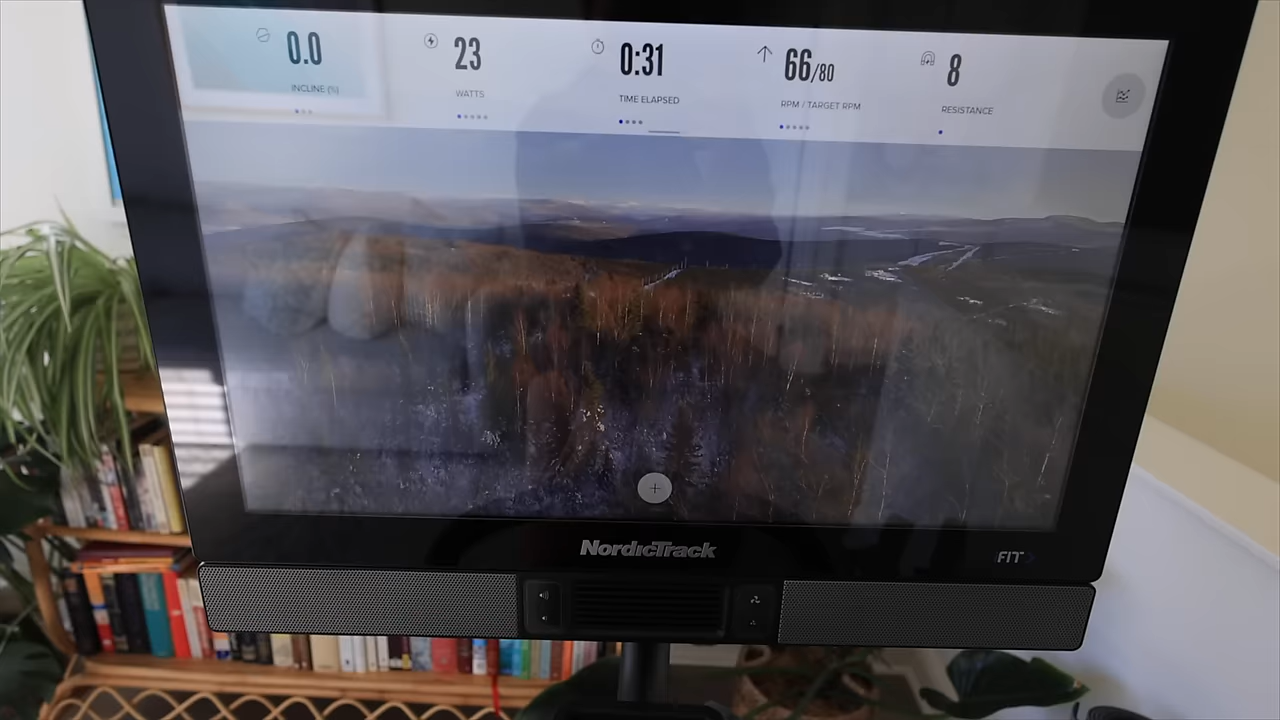 0.0
INCLINE (%)
23
WATTS
0:31
TIME ELAPSED
66/80
RPM / TARGET RPM
8
RESISTANCE
NordicTrack
FIT